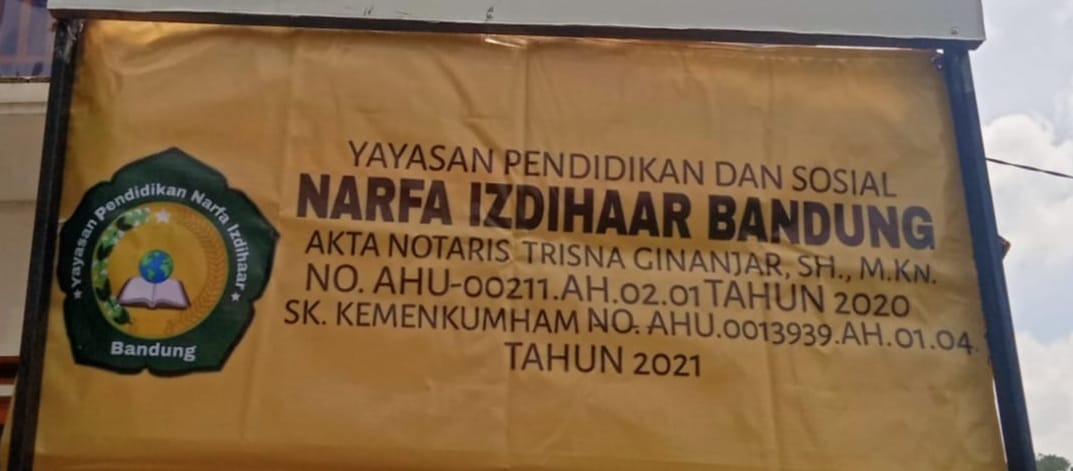 YAYASAN PENDIDIKAN DAN SOSIAL
NARFA IZDIHAAR BANDUNG
AKTA NOTARIS TRISNA GINANJAR, SH., M.KN.
NO. AHU-00211.AH.02.01 TAHUN 2020
SK. KEMENKUMHAM NO. AHU.0013939.AH.01.04.
TAHUN 2021
Yayasan Pendidikan Narfa Izdihaar
Bandung